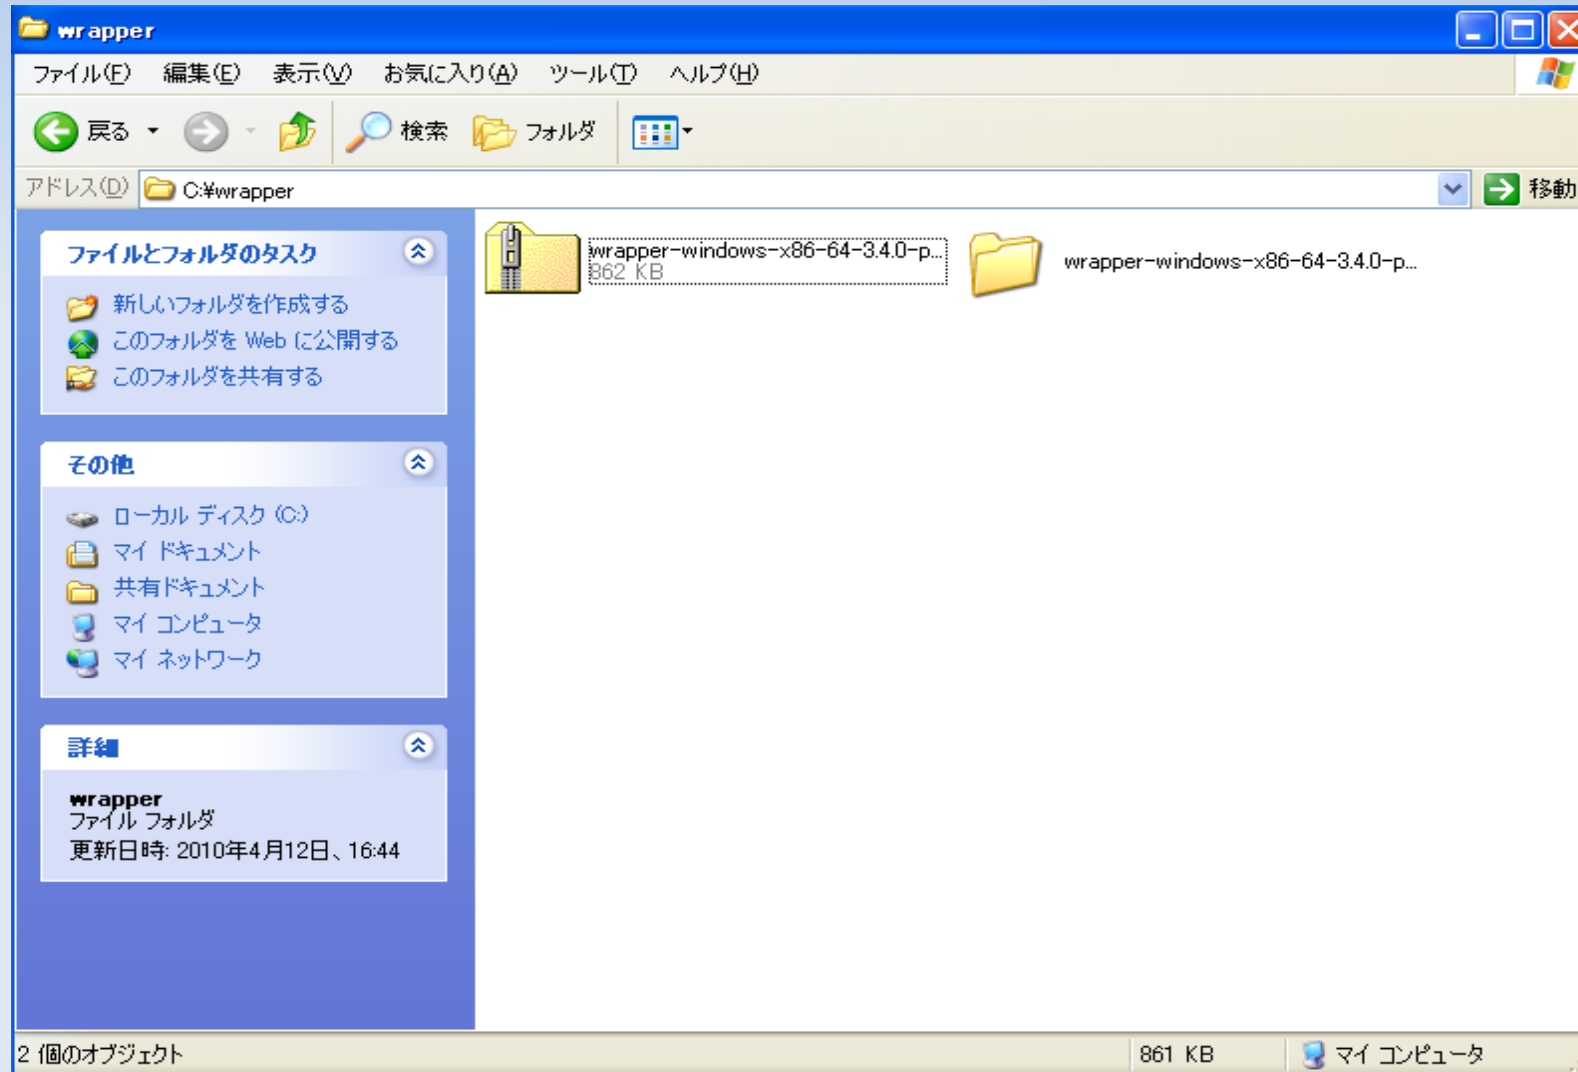 wrapper
ファイル(F) 編集(E) 表示(V) お気に入り(A) ツール(T) ヘルプ(H)
戻る 検索 フォルダ
アドレス(D) C:¥wrapper 移動
ファイルとフォルダのタスク
新しいフォルダを作成する
このフォルダを Web に公開する
このフォルダを共有する
その他
ローカル ディスク (C:)
マイ ドキュメント
共有ドキュメント
マイ コンピュータ
マイ ネットワーク
詳細
wrapper
ファイル フォルダ
更新日時: 2010年4月12日、16:44
wrapper-windows-x86-64-3.4.0-p...
862 KB
wrapper-windows-x86-64-3.4.0-p...
2 個のオブジェクト 861 KB マイ コンピュータ